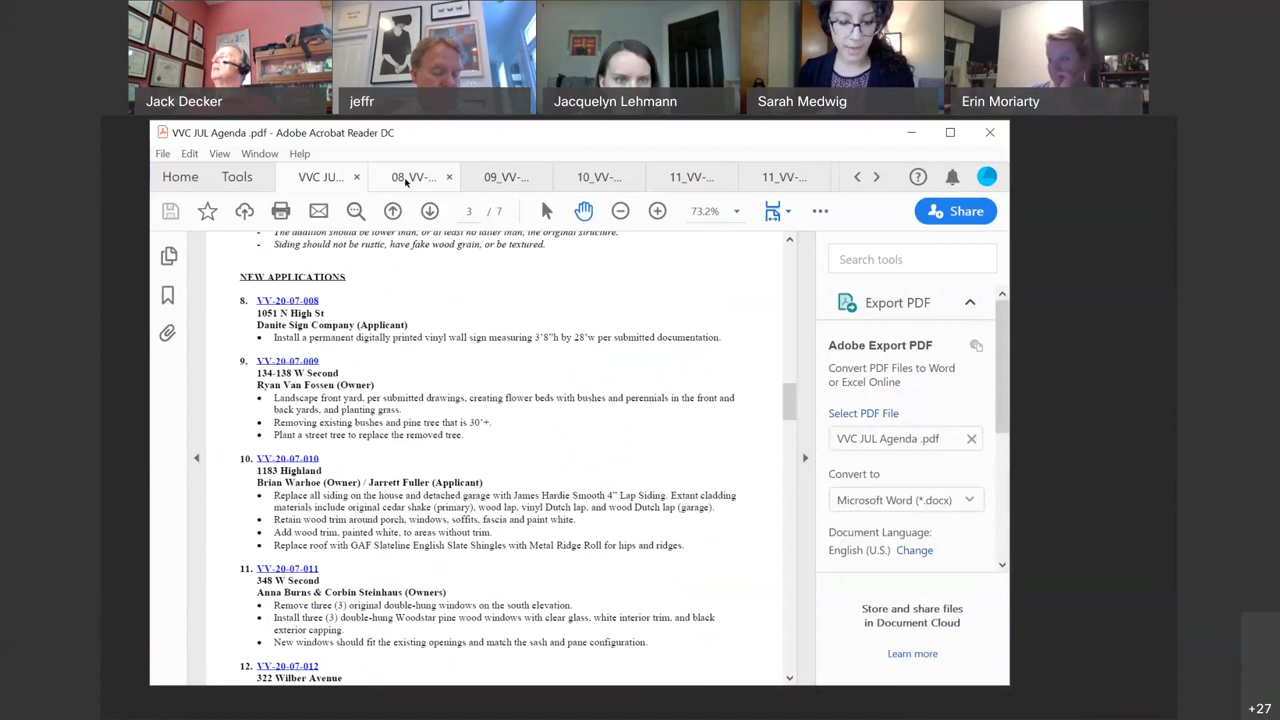 Jack Decker
jeffr
Jacquelyn Lehmann
Sarah Medwig
Erin Moriarty
VVC JUL Agenda .pdf - Adobe Acrobat Reader DC
File Edit View Window Help
Home Tools VVC JU... 08_VV-... 09_VV-... 10_VV-... 11_VV-... 11_VV-...
3 / 7 73.2% Share
- The addition should be lower than, or at least no taller than, the original structure.
- Siding should not be rustic, have fake wood grain, or be textured.
NEW APPLICATIONS
8. VV-20-07-008
1051 N High St
Danite Sign Company (Applicant)
• Install a permanent digitally printed vinyl wall sign measuring 3’8”h by 28’w per submitted documentation.
9. VV-20-07-009
134-138 W Second
Ryan Van Fossen (Owner)
• Landscape front yard, per submitted drawings, creating flower beds with bushes and perennials in the front and
back yards, and planting grass.
• Removing existing bushes and pine tree that is 30’+.
• Plant a street tree to replace the removed tree.
10. VV-20-07-010
1183 Highland
Brian Warhoe (Owner) / Jarrett Fuller (Applicant)
• Replace all siding on the house and detached garage with James Hardie Smooth 4” Lap Siding. Extant cladding
materials include original cedar shake (primary), wood lap, vinyl Dutch lap, and wood Dutch lap (garage).
• Retain wood trim around porch, windows, soffits, fascia and paint white.
• Add wood trim, painted white, to areas without trim.
• Replace roof with GAF Slateline English Slate Shingles with Metal Ridge Roll for hips and ridges.
11. VV-20-07-011
348 W Second
Anna Burns & Corbin Steinhaus (Owners)
• Remove three (3) original double-hung windows on the south elevation.
• Install three (3) double-hung Woodstar pine wood windows with clear glass, white interior trim, and black
exterior capping.
• New windows should fit the existing openings and match the sash and pane configuration.
12. VV-20-07-012
322 Wilber Avenue
Search tools
Export PDF
Adobe Export PDF
Convert PDF Files to Word
or Excel Online
Select PDF File
VVC JUL Agenda .pdf
Convert to
Microsoft Word (*.docx)
Document Language:
English (U.S.) Change
Store and share files
in Document Cloud
Learn more
+27